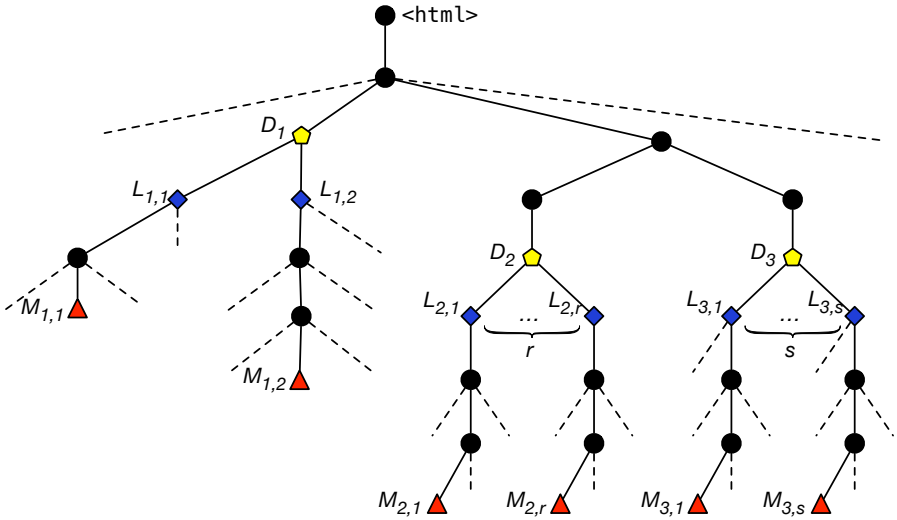 <html>
D1
L1,1
L1,2
D2
D3
M1,1
L2,1
...
L2,r
L3,1
...
L3,s
r
s
M1,2
M2,1
M2,r
M3,1
M3,s